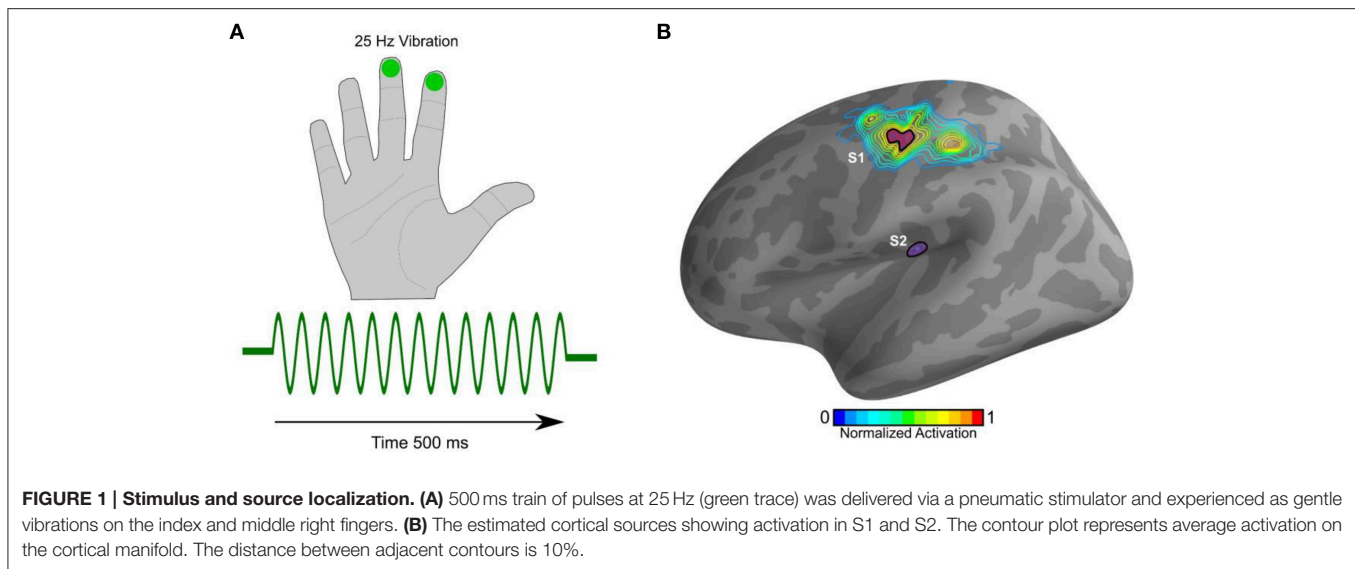 A
25 Hz Vibration
Time 500 ms
B
S1
S2
0 1
Normalized Activation
FIGURE 1 | Stimulus and source localization. (A) 500 ms train of pulses at 25 Hz (green trace) was delivered via a pneumatic stimulator and experienced as gentle
vibrations on the index and middle right fingers. (B) The estimated cortical sources showing activation in S1 and S2. The contour plot represents average activation on
the cortical manifold. The distance between adjacent contours is 10%.